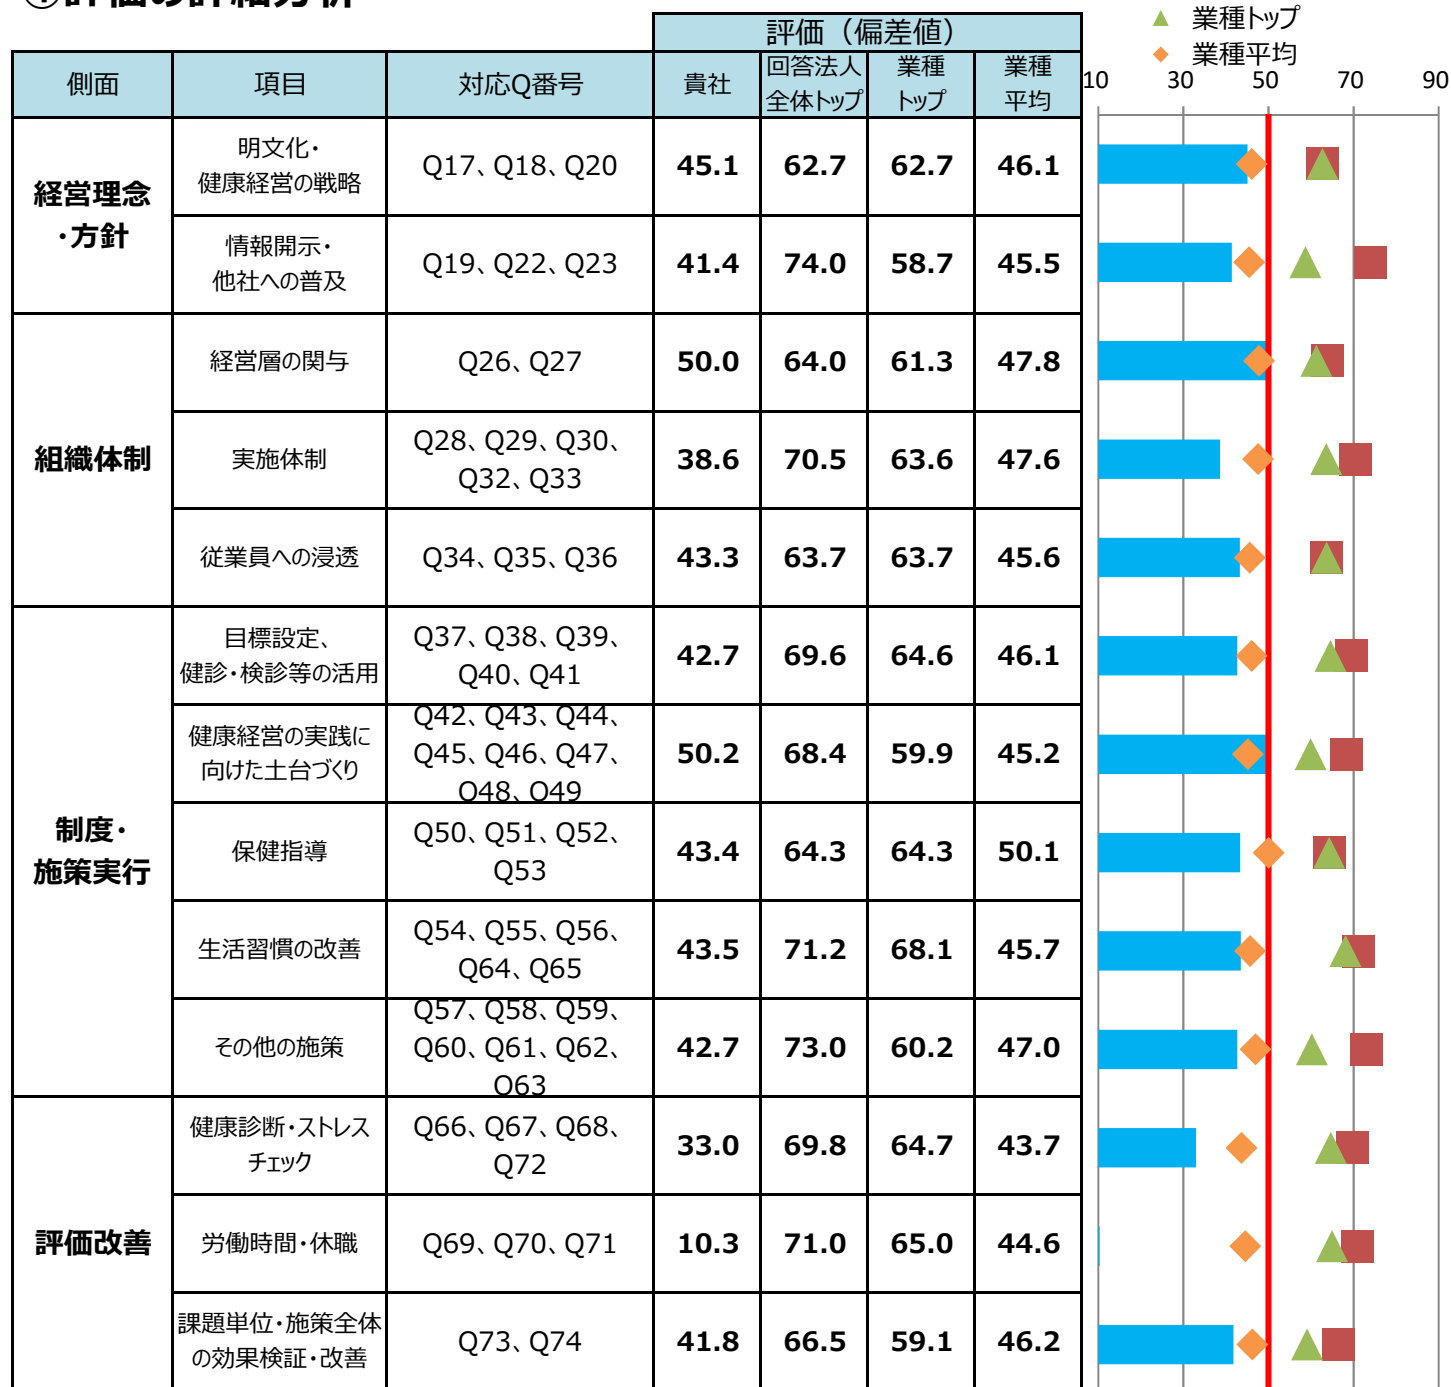 ①評価の詳細分析
業種トップ
業種平均
評価（偏差値）
側面 項目 対応Q番号 貴社 回答法人 業種 業種
全体トップ トップ 平均
10 30 50 70 90
経営理念
・方針
明文化・
健康経営の戦略
Q17、Q18、Q20 45.1 62.7 62.7 46.1
情報開示・
他社への普及
Q19、Q22、Q23 41.4 74.0 58.7 45.5
組織体制
経営層の関与 Q26、Q27 50.0 64.0 61.3 47.8
実施体制
Q28、Q29、Q30、
Q32、Q33
38.6 70.5 63.6 47.6
従業員への浸透 Q34、Q35、Q36 43.3 63.7 63.7 45.6
制度・
施策実行
目標設定、
健診・検診等の活用
Q37、Q38、Q39、
Q40、Q41
42.7 69.6 64.6 46.1
健康経営の実践に
向けた土台づくり
Q42、Q43、Q44、
Q45、Q46、Q47、
Q48、Q49
50.2 68.4 59.9 45.2
保健指導
Q50、Q51、Q52、
Q53
43.4 64.3 64.3 50.1
生活習慣の改善
Q54、Q55、Q56、
Q64、Q65
43.5 71.2 68.1 45.7
その他の施策
Q57、Q58、Q59、
Q60、Q61、Q62、
Q63
42.7 73.0 60.2 47.0
評価改善
健康診断・ストレス
チェック
Q66、Q67、Q68、
Q72
33.0 69.8 64.7 43.7
労働時間・休職 Q69、Q70、Q71 10.3 71.0 65.0 44.6
課題単位・施策全体
の効果検証・改善
Q73、Q74 41.8 66.5 59.1 46.2